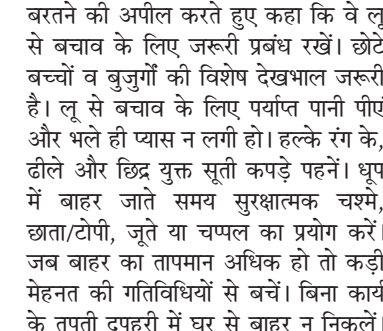 बरतने की अपील करते हुए कहा कि वे लू
से बचाव के लिए जरूरी प्रबंध रखें। छोटे
बच्चों व बुजुर्गों की विशेष देखभाल जरूरी
है। लू से बचाव के लिए पर्याप्त पानी पीएं
और भले ही प्यास न लगी हो। हल्के रंग के,
ढीले और छिद्र युक्त सूती कपड़े पहनें। धूप
में बाहर जाते समय सुरक्षात्मक चश्मे,
छाता/टोपी, जूते या चप्पल का प्रयोग करें।
जब बाहर का तापमान अधिक हो तो कड़ी
मेहनत की गतिविधियों से बचें। बिना कार्य
के तपती दुपहरी में घर से बाहर न निकलें।